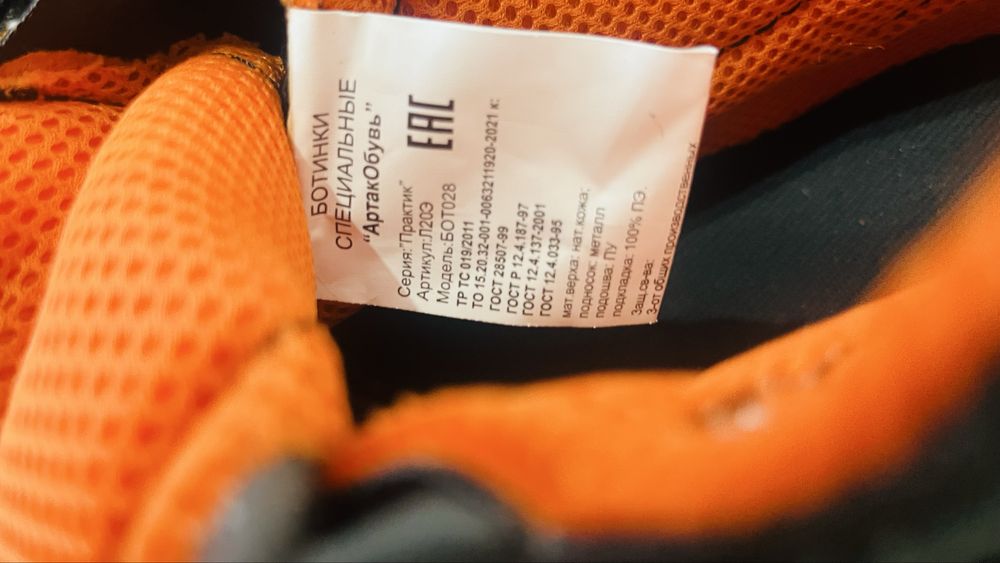 БОТИНКИ
СПЕЦИАЛЬНЫЕ
"АртакОбувь"
EAC
Серия:"Практик"
Артикул:Л20Э
Модель:БОТ028
ТР ТС 019/2011
ТО 15.20.32-001-0063211920-2021 к:
ГОСТ 28507-99
ГОСТ Р 12.4.187-97
ГОСТ 12.4.137-2001
ГОСТ 12.4.033-95
мат верха: нат.кожа;
подносок: металл
подошва: ПУ
подкладка: 100% ПЭ.
Защ св-ва:
З-от общих производственных